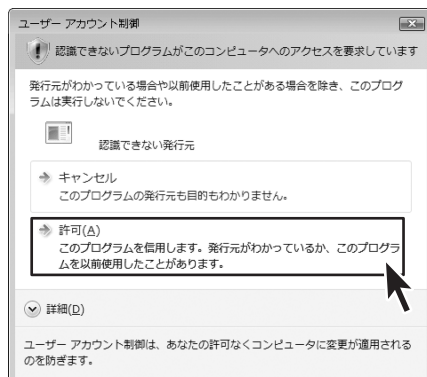 ユーザー アカウント制御
認識できないプログラムがこのコンピュータへのアクセスを要求しています
発行元がわかっている場合や以前使用したことがある場合を除き、このプログ
ラムは実行しないでください。
認識できない発行元
キャンセル
このプログラムの発行元も目的もわかりません。
許可(A)
このプログラムを信用します。発行元がわかっているか、このプログラ
ムを以前使用したことがあります。
詳細(D)
ユーザー アカウント制御は、あなたの許可なくコンピュータに変更が適用される
のを防ぎます。